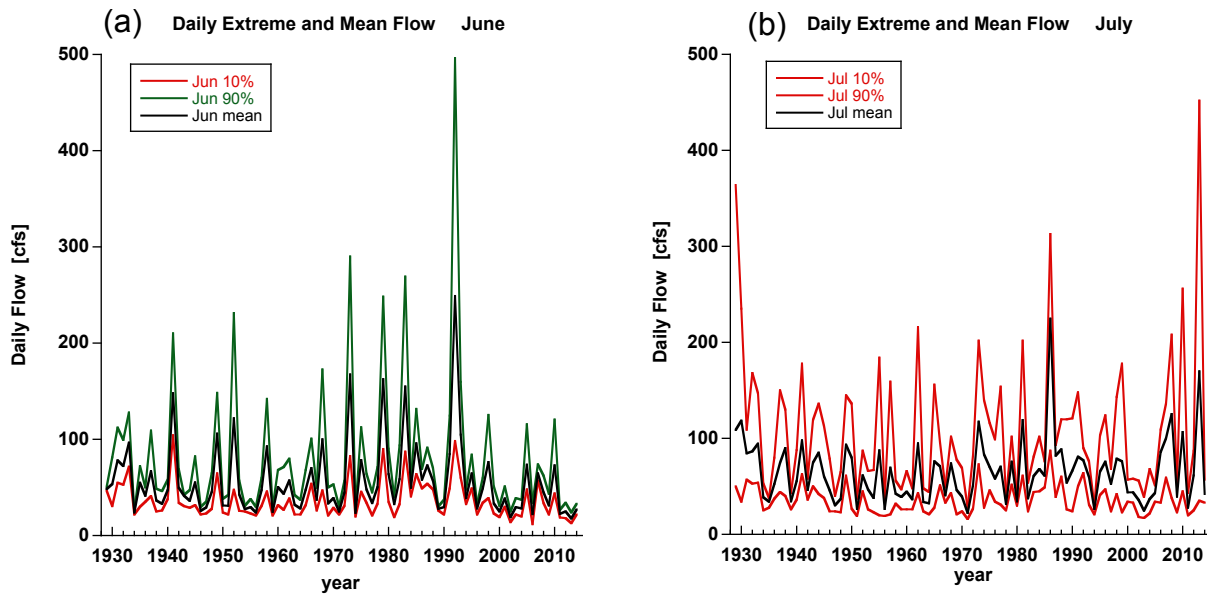 (a) Daily Extreme and Mean Flow June
500
400
300
200
100
0
Daily Flow [cfs]
Jun 10%
Jun 90%
Jun mean
1930 1940 1950 1960 1970 1980 1990 2000 2010
year
(b) Daily Extreme and Mean Flow July
500
400
300
200
100
0
Daily Flow [cfs]
Jul 10%
Jul 90%
Jul mean
1930 1940 1950 1960 1970 1980 1990 2000 2010
year